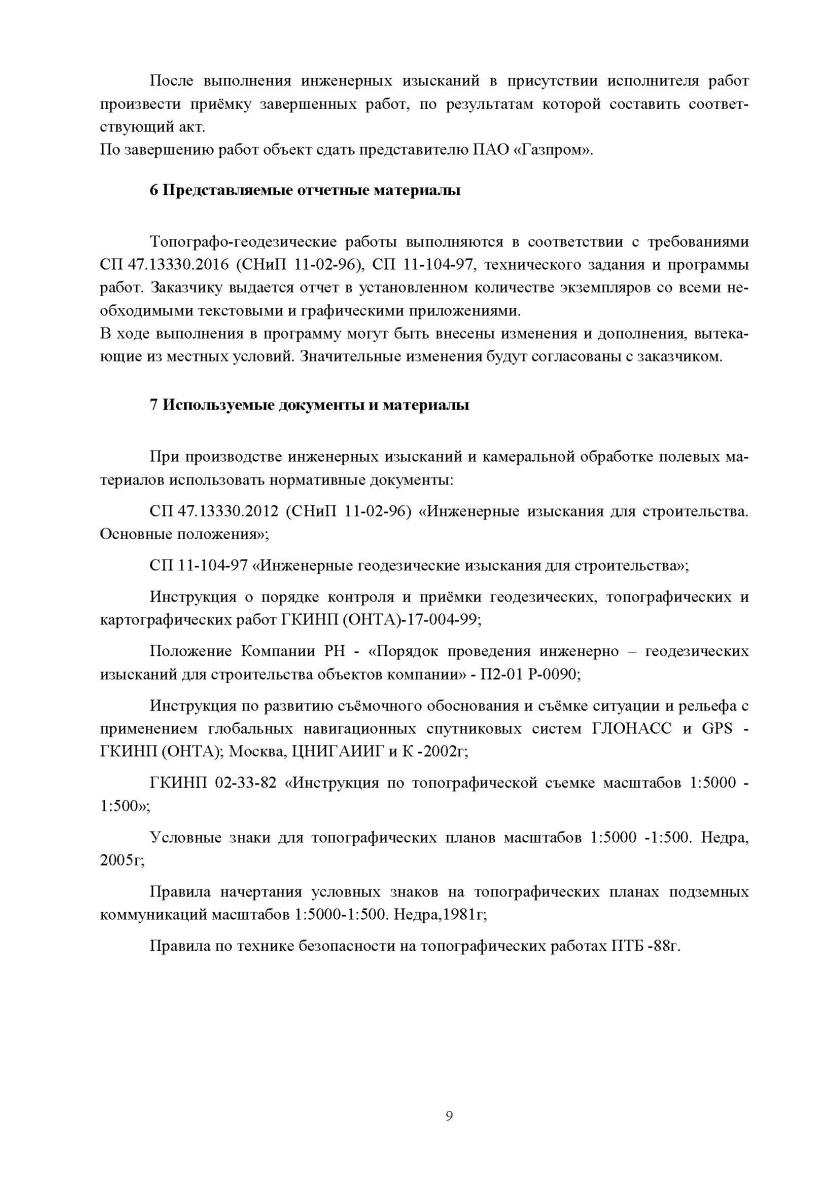 После выполнения инженерных изысканий в присутствии исполнителя работ
произвести приёмку завершенных работ, по результатам которой составить соответ-
ствующий акт.
По завершению работ объект сдать представителю ПАО «Газпром».
6 Представляемые отчетные материалы
Топографо-геодезические работы выполняются в соответствии с требованиями
СП 47.13330.2016 (СНиП 11-02-96), СП 11-104-97, технического задания и программы
работ. Заказчику выдается отчет в установленном количестве экземпляров со всеми не-
обходимыми текстовыми и графическими приложениями.
В ходе выполнения в программу могут быть внесены изменения и дополнения, вытека-
ющие из местных условий. Значительные изменения будут согласованы с заказчиком.
7 Используемые документы и материалы
При производстве инженерных изысканий и камеральной обработке полевых ма-
териалов использовать нормативные документы:
СП 47.13330.2012 (СНиП 11-02-96) «Инженерные изыскания для строительства.
Основные положения»;
СП 11-104-97 «Инженерные геодезические изыскания для строительства»;
Инструкция о порядке контроля и приёмки геодезических, топографических и
картографических работ ГКИНП (ОНТА)-17-004-99;
Положение Компании РН - «Порядок проведения инженерно – геодезических
изысканий для строительства объектов компании» - П2-01 Р-0090;
Инструкция по развитию съёмочного обоснования и съёмке ситуации и рельефа с
применением глобальных навигационных спутниковых систем ГЛОНАСС и GPS -
ГКИНП (ОНТА); Москва, ЦНИГАИИГ и К -2002г;
ГКИНП 02-33-82 «Инструкция по топографической съемке масштабов 1:5000 -
1:500»;
Условные знаки для топографических планов масштабов 1:5000 -1:500. Недра,
2005г;
Правила начертания условных знаков на топографических планах подземных
коммуникаций масштабов 1:5000-1:500. Недра,1981г;
Правила по технике безопасности на топографических работах ПТБ -88г.
9